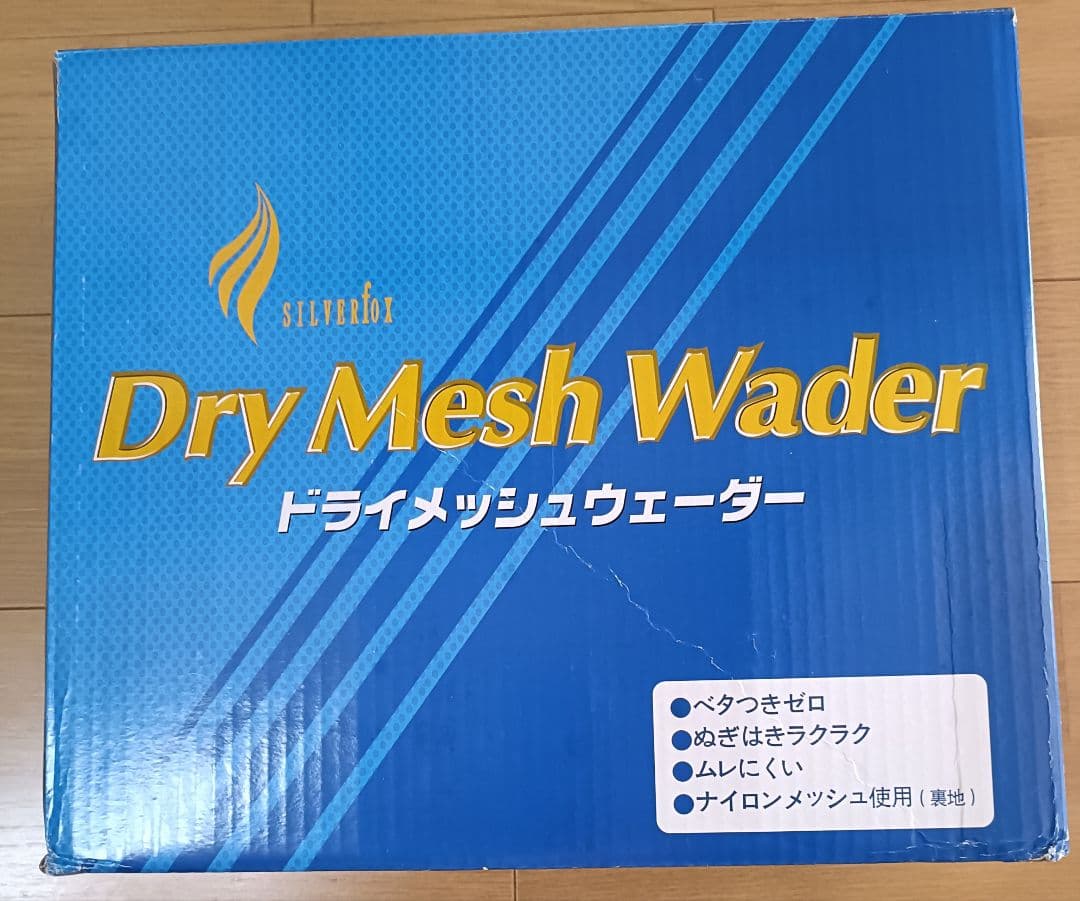 SILVERfox
Dry Mesh Wader
ドライメッシュウェーダー
●ベタつきゼロ
●ぬぎはきラクラク
●ムレにくい
●ナイロンメッシュ使用(裏地)